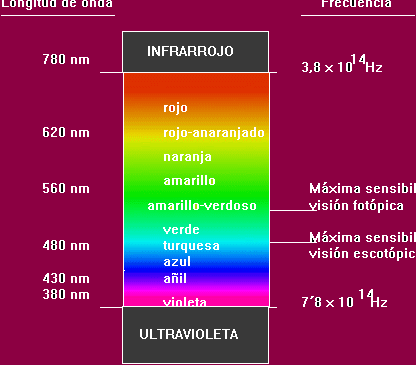 Longitud de onda
Frecuencia
INFRARROJO
780 nm
3,8 x 10 14 Hz
rojo
620 nm
rojo-anaranjado
naranja
amarillo
560 nm
Máxima
amarillo-verdoso
visión fotópica
verde
Máxima
480 nm
turquesa
visión escotópic
azul
430 nm
añil
380 nm
violeta
7´8 x 10 14 Hz
ULTRAVIOLETA